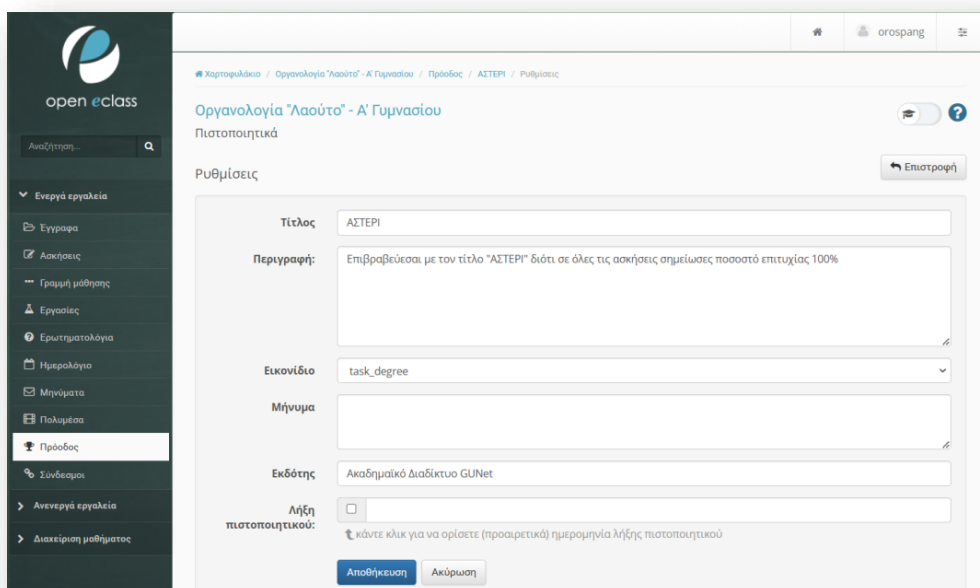 open eclass
Αναζήτηση...
Ενεργά εργαλεία
Έγγραφα
Ασκήσεις
Γραμμή μάθησης
Εργασίες
Ερωτηματολόγια
Ημερολόγιο
Μηνύματα
Πολυμέσα
Πρόοδος
Σύνδεσμοι
Ανενεργά εργαλεία
Διαχείριση μαθήματος
orospang
Χαρτοφυλάκιο / Οργανολογία "Λαούτο" - Α' Γυμνασίου / Πρόοδος / ΑΣΤΕΡΙ / Ρυθμίσεις
Οργανολογία "Λαούτο" - Α' Γυμνασίου
Πιστοποιητικά
Ρυθμίσεις
Επιστροφή
Τίτλος ΑΣΤΕΡΙ
Περιγραφή: Επιβραβεύεσαι με τον τίτλο "ΑΣΤΕΡΙ" διότι σε όλες τις ασκήσεις σημείωσες ποσοστό επιτυχίας 100%
Εικονίδιο task_degree
Μήνυμα
Εκδότης Ακαδημαϊκό Διαδίκτυο GUNet
Λήξη
πιστοποιητικού:
κάντε κλικ για να ορίσετε (προαιρετικά) ημερομηνία λήξης πιστοποιητικού
Αποθήκευση Ακύρωση